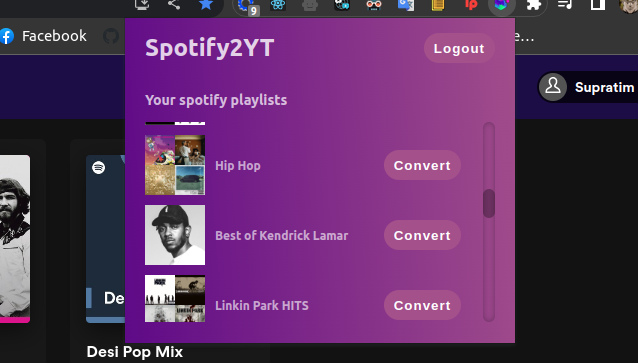 9
Facebook
e…
Spotify2YT
Logout
Supratim
Your spotify playlists
Hip Hop
Convert
Best of Kendrick Lamar
Convert
De
Linkin Park HITS
Convert
Desi Pop Mix